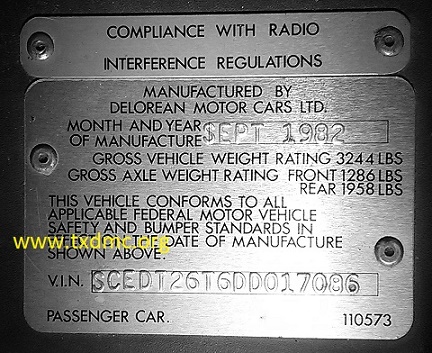 COMPLIANCE WITH RADIO
INTERFERENCE REGULATIONS
MANUFACTURED BY
DELOREAN MOTOR CARS LTD.
MONTH AND YEAR
OF MANUFACTURE SEPT 1982
GROSS VEHICLE WEIGHT RATING 3244 LBS
GROSS AXLE WEIGHT RATING FRONT 1286 LBS
REAR 1958 LBS
THIS VEHICLE CONFORMS TO ALL
APPLICABLE FEDERAL MOTOR VEHICLE
SAFETY AND BUMPER STANDARDS IN
www.txdmc.org
DATE OF MANUFACTURE
SHOWN ABOVE
V.I.N. SCEDT26T6DD017086
PASSENGER CAR. 110573